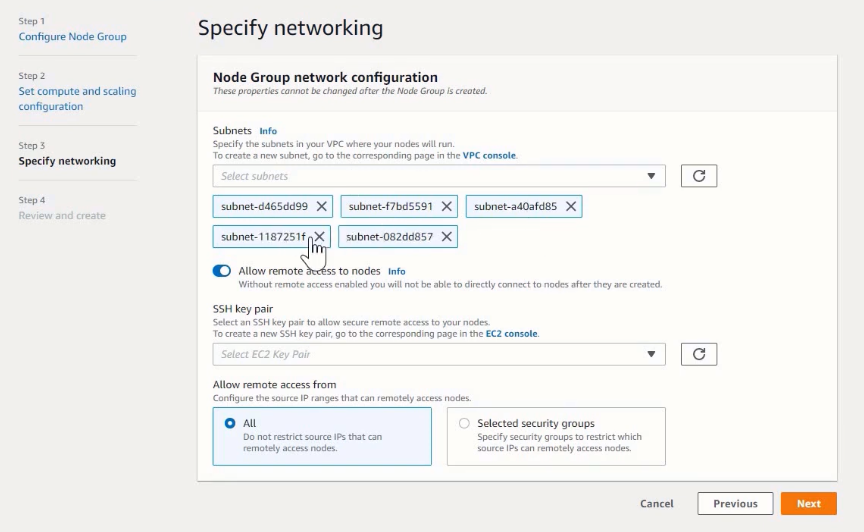 Step 1
Configure Node Group
Step 2
Set compute and scaling
configuration
Step 3
Specify networking
Step 4
Review and create
Specify networking
Node Group network configuration
These properties cannot be changed after the Node Group is created.
Subnets Info
Specify the subnets in your VPC where your nodes will run.
To create a new subnet, go to the corresponding page in the VPC console.
Select subnets
subnet-d465dd99 subnet-f7bd5591 subnet-a40afd85
subnet-1187251f subnet-082dd857
Allow remote access to nodes Info
Without remote access enabled you will not be able to directly connect to nodes after they are created.
SSH key pair
Select an SSH key pair to allow secure remote access to your nodes.
To create a new SSH key pair, go to the corresponding page in the EC2 console.
Select EC2 Key Pair
Allow remote access from
Configure the source IP ranges that can remotely access nodes.
All
Do not restrict source IPs that can
remotely access nodes.
Selected security groups
Specify security groups to restrict which
source IPs can remotely access nodes.
Cancel Previous Next